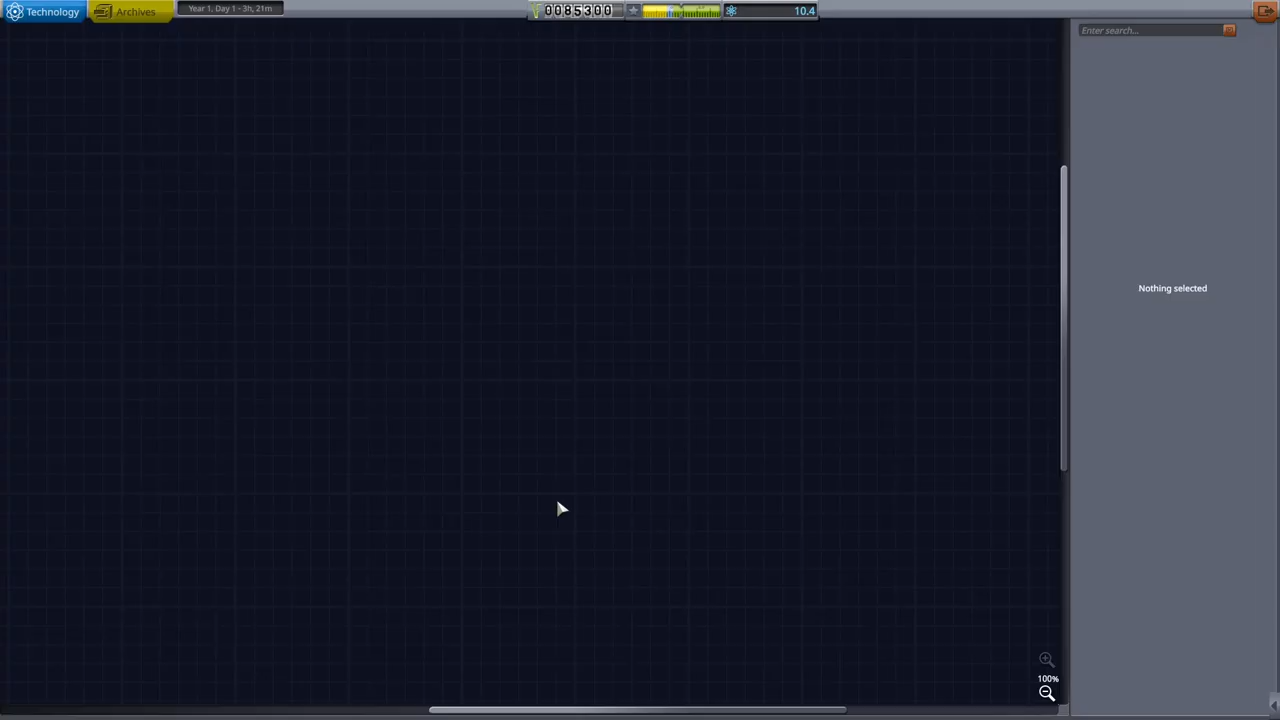 Technology
Archives
Year 1, Day 1 - 3h, 21m
0085300
10.4
Enter search...
Nothing selected
100%